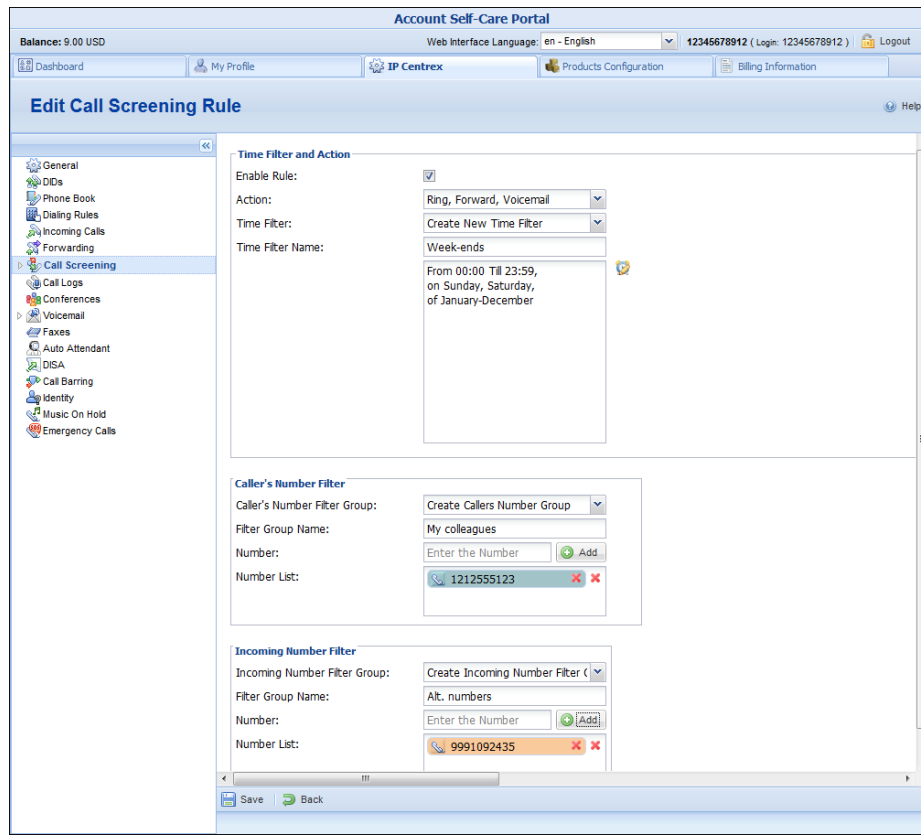 Account Self-Care Portal
Balance: 9.00 USD Web Interface Language: en - English 12345678912 ( Login: 12345678912 ) Logout
Dashboard My Profile IP Centrex Products Configuration Billing Information
Edit Call Screening Rule Help
General
DIDs
Phone Book
Dialing Rules
Incoming Calls
Forwarding
Call Screening
Call Logs
Conferences
Voicemail
Faxes
Auto Attendant
DISA
Call Barring
Identity
Music On Hold
Emergency Calls
Time Filter and Action
Enable Rule:
Action: Ring, Forward, Voicemail
Time Filter: Create New Time Filter
Time Filter Name: Week-ends
From 00:00 Till 23:59,
on Sunday, Saturday,
of January-December
Caller's Number Filter
Caller's Number Filter Group: Create Callers Number Group
Filter Group Name: My colleagues
Number: Enter the Number Add
Number List: 1212555123
Incoming Number Filter
Incoming Number Filter Group: Create Incoming Number Filter (
Filter Group Name: Alt. numbers
Number: Enter the Number Add
Number List: 9991092435
Save Back